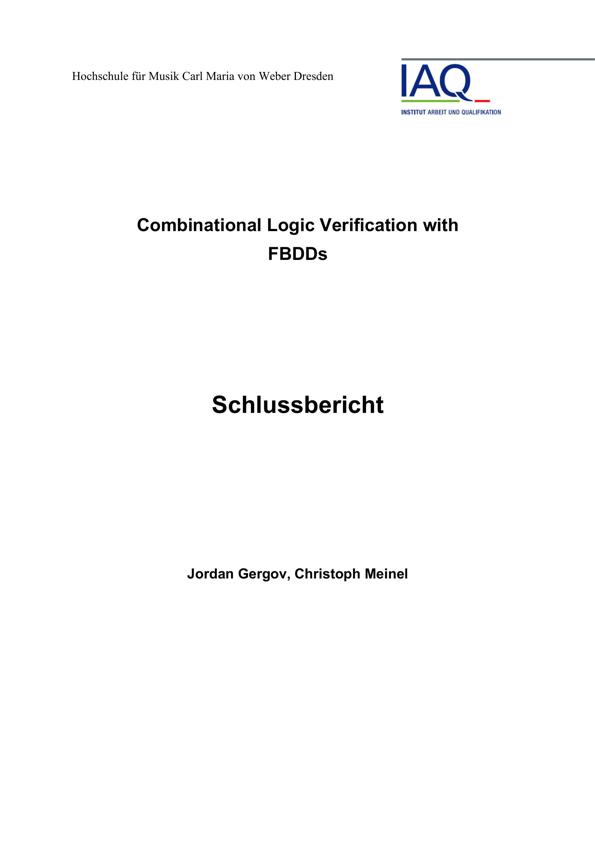 Hochschule für Musik Carl Maria von Weber Dresden
IAQ
INSTITUT ARBEIT UND QUALIFIKATION
Combinational Logic Verification with
FBDDs
Schlussbericht
Jordan Gergov, Christoph Meinel